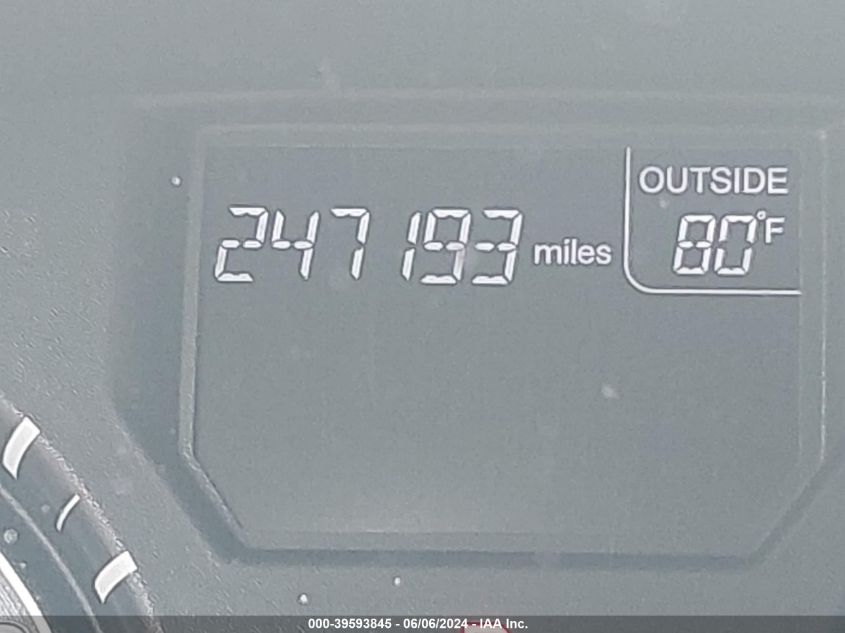 OUTSIDE
247193 miles 80°F
000-39593845 - 06/06/2024 - IAA Inc.